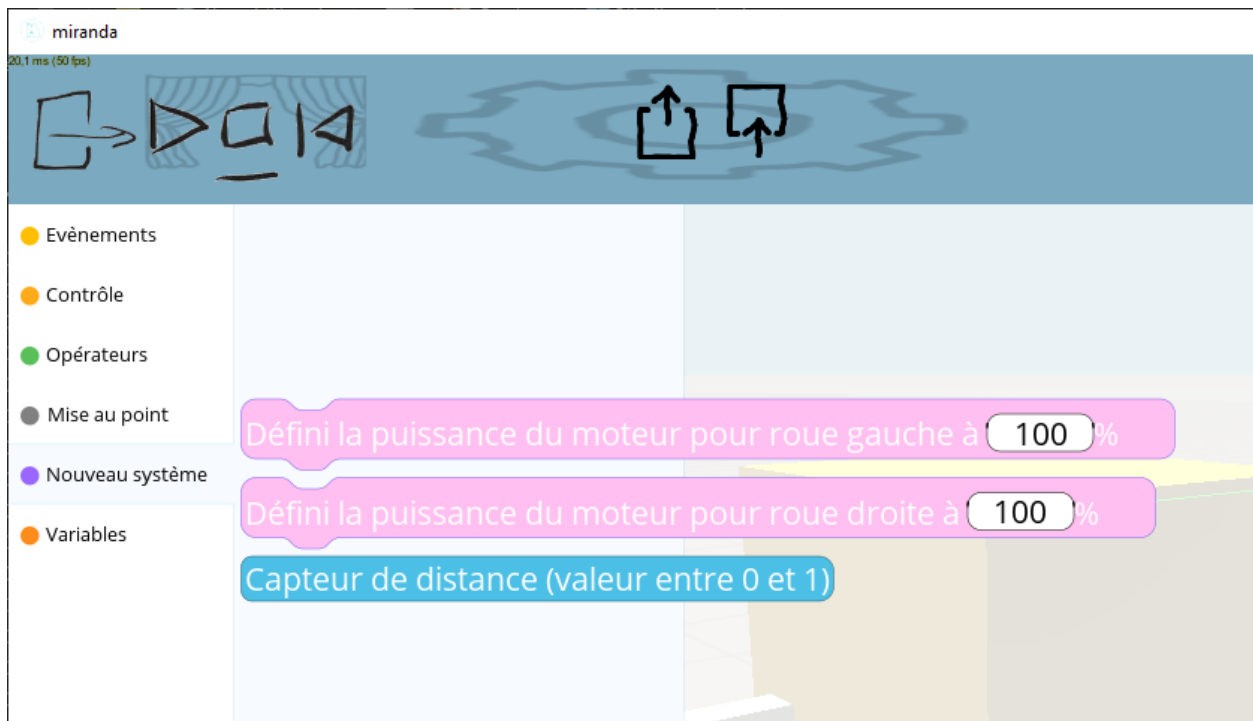 miranda
20,1 ms (50 fps)
Evènements
Contrôle
Opérateurs
Mise au point
Nouveau système
Variables
Défini la puissance du moteur pour roue gauche à 100 %
Défini la puissance du moteur pour roue droite à 100 %
Capteur de distance (valeur entre 0 et 1)